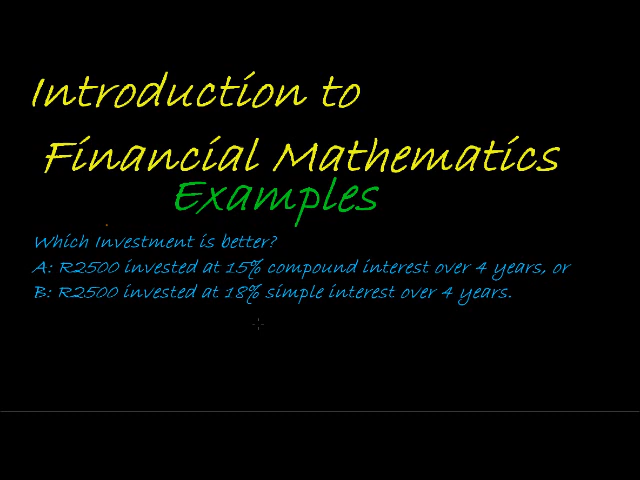 Introduction to
Financial Mathematics
Examples
Which Investment is better?
A: R2500 invested at 15% compound interest over 4 years, or
B: R2500 invested at 18% simple interest over 4 years.